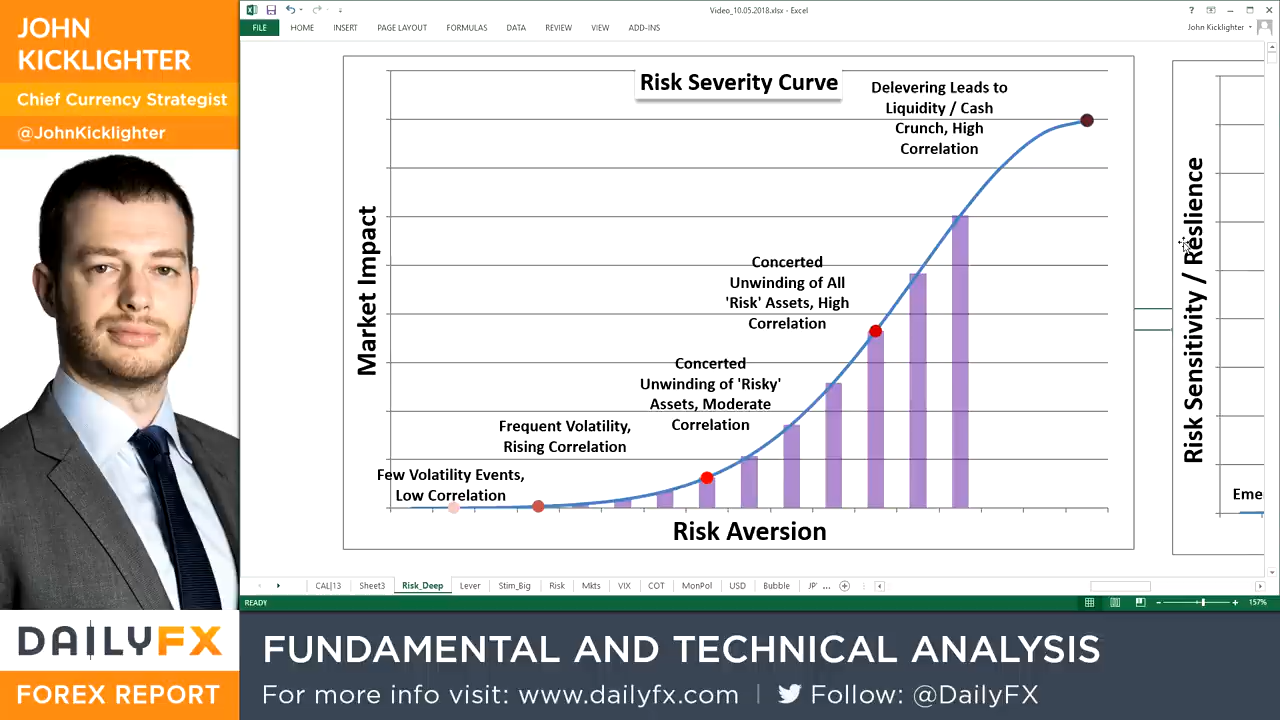 JOHN
KICKLIGHTER
Chief Currency Strategist
@JohnKicklighter
DAILYFX
FOREX REPORT
Video_10.05.2018.xlsx - Excel
FILE
HOME
INSERT
PAGE LAYOUT
FORMULAS
DATA
REVIEW
VIEW
ADD-INS
John Kicklighter
Risk Severity Curve
Delevering Leads to
Liquidity / Cash
Crunch, High
Correlation
Concerted
Unwinding of All
'Risk' Assets, High
Correlation
Concerted
Unwinding of 'Risky'
Assets, Moderate
Correlation
Frequent Volatility,
Rising Correlation
Few Volatility Events,
Low Correlation
Market Impact
Risk Aversion
Risk Sensitivity / Reslience
Eme
Sheet3
Risk_Deep
Lever
Stim_Big
Risk
Mkts
VC
COT
MonPol
USD
Bubble
JP' ...
READY
157%
FUNDAMENTAL AND TECHNICAL ANALYSIS
For more info visit: www.dailyfx.com | Follow: @DailyFX